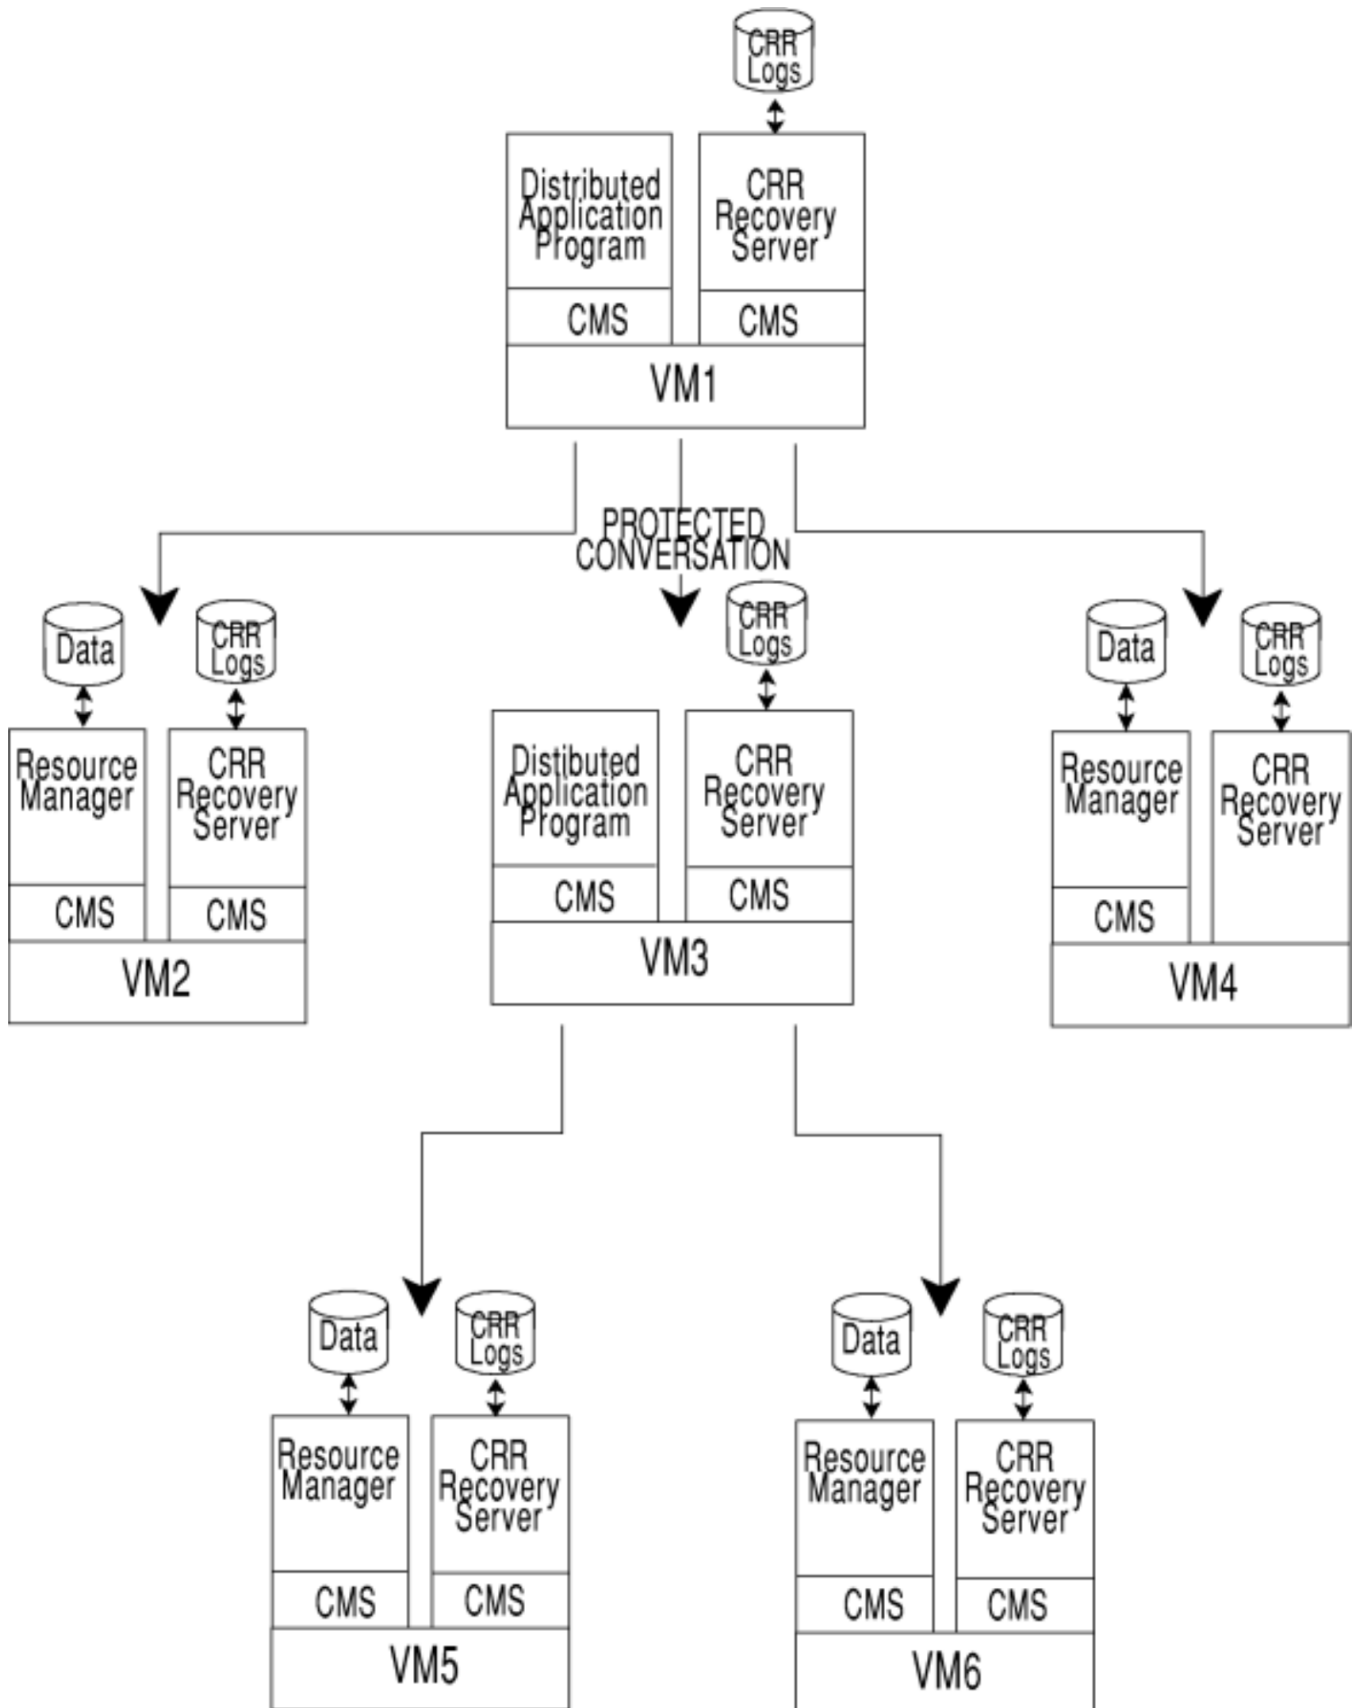 CRR
Logs
Distributed
Application
Program
CMS
CRR
Recovery
Server
CMS
VM1
PROTECTED
CONVERSATION
Data
CRR
Logs
Resource
Manager
CMS
CRR
Recovery
Server
CMS
VM2
CRR
Logs
Distibuted
Application
Program
CMS
CRR
Recovery
Server
CMS
VM3
Data
CRR
Logs
Resource
Manager
CMS
CRR
Recovery
Server
VM4
Data
CRR
Logs
Resource
Manager
CMS
CRR
Recovery
Server
CMS
VM5
Data
CRR
Logs
Resource
Manager
CMS
CRR
Recovery
Server
CMS
VM6